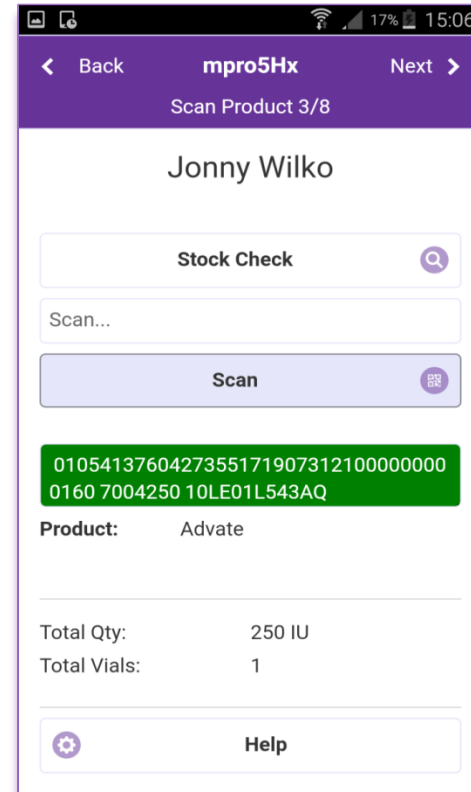 17% 15:06
Back mpro5Hx Next
Scan Product 3/8
Jonny Wilko
Stock Check
Scan...
Scan
01054137604273551719073121000000000
0160 7004250 10LE01L543AQ
Product: Advate
Total Qty: 250 IU
Total Vials: 1
Help